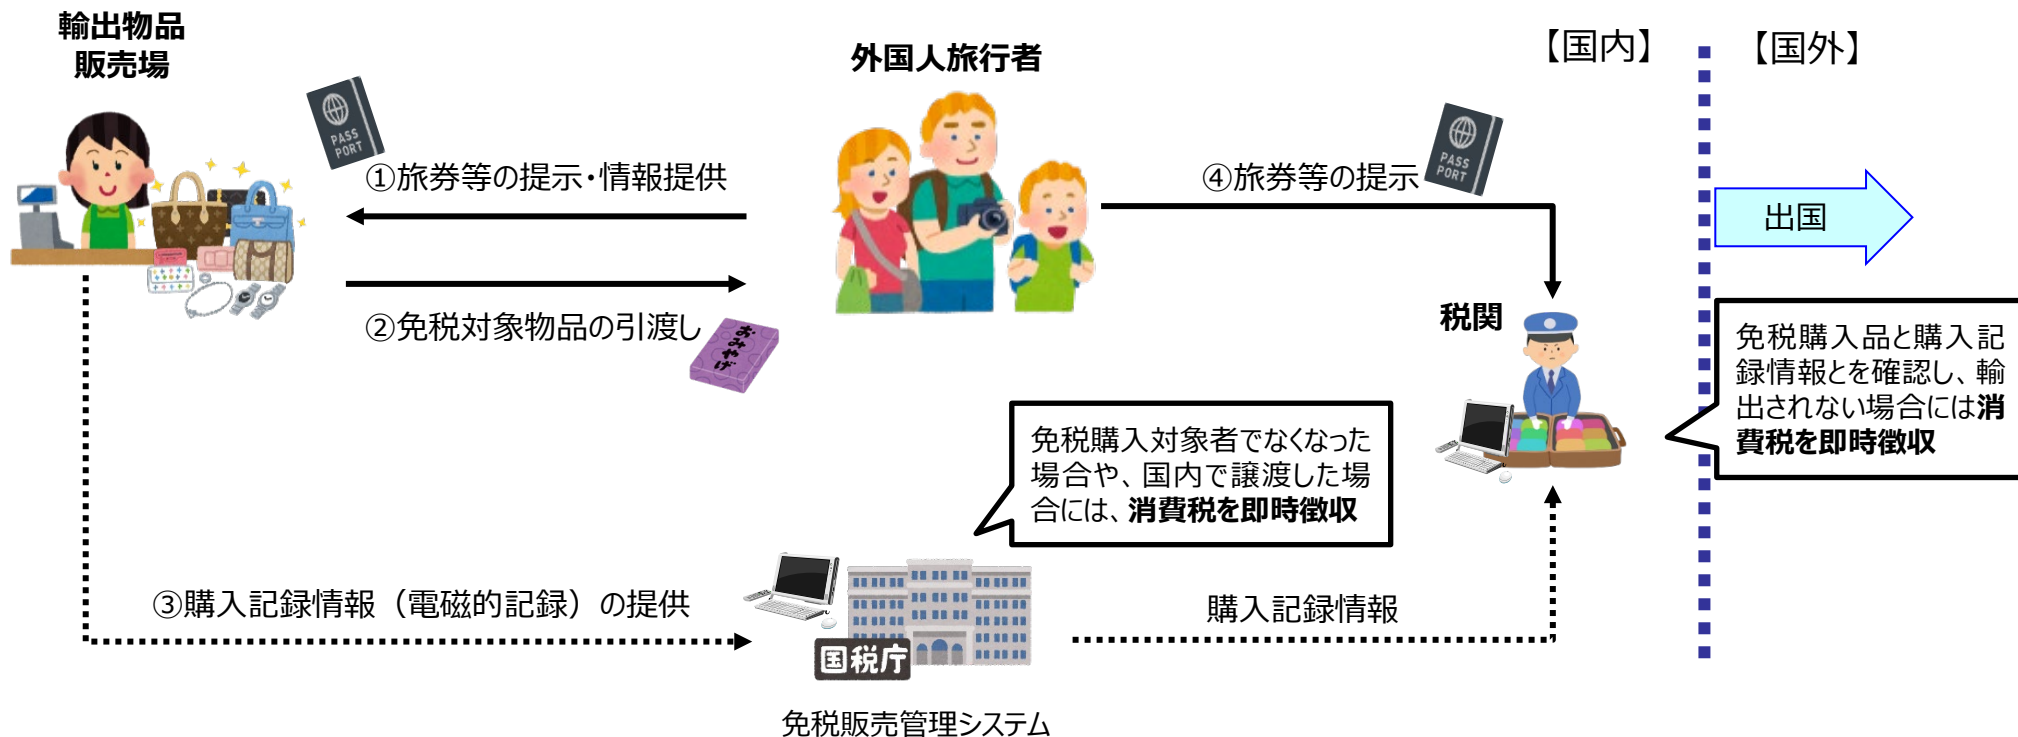 輸出物品
販売場
外国人旅行者
【国内】
【国外】
PASS
PORT
①旅券等の提示・情報提供
④旅券等の提示
PASS
PORT
出国
②免税対象物品の引渡し
おみやげ
税関
免税購入品と購入記
録情報とを確認し、輸
出されない場合には消
費税を即時徴収
免税購入対象者でなくなった
場合や、国内で譲渡した場
合には、消費税を即時徴収
③購入記録情報（電磁的記録）の提供
購入記録情報
国税庁
免税販売管理システム